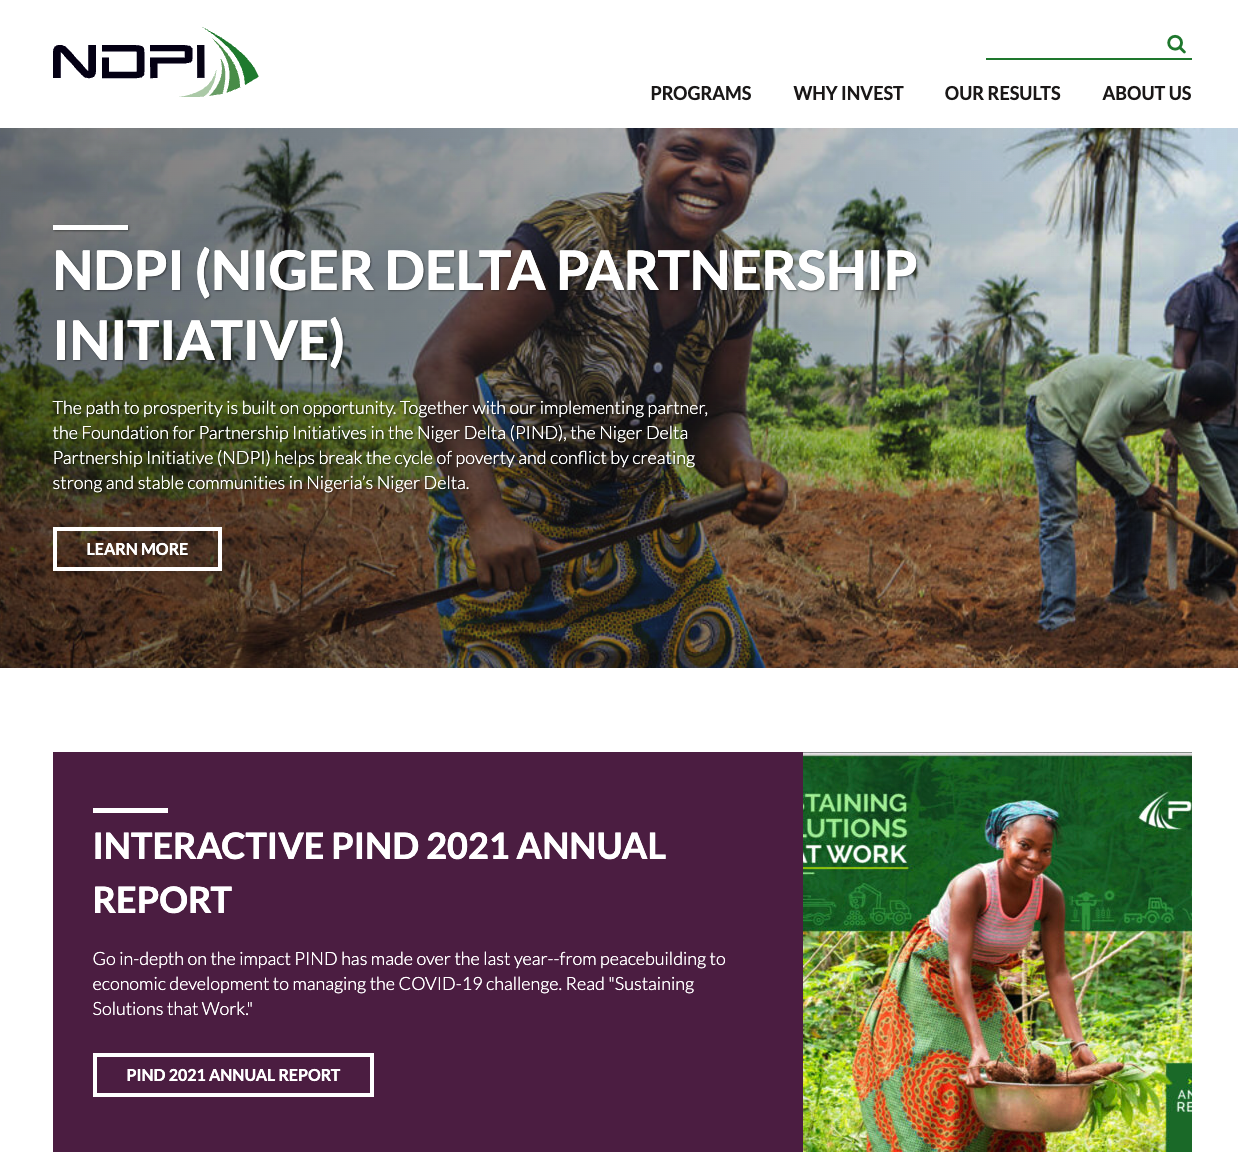 NDPI
PROGRAMS
WHY INVEST
OUR RESULTS
ABOUT US
NDPI (NIGER DELTA PARTNERSHIP
INITIATIVE)
The path to prosperity is built on opportunity. Together with our implementing partner,
the Foundation for Partnership Initiatives in the Niger Delta (PIND), the Niger Delta
Partnership Initiative (NDPI) helps break the cycle of poverty and conflict by creating
strong and stable communities in Nigeria’s Niger Delta.
LEARN MORE
INTERACTIVE PIND 2021 ANNUAL
REPORT
Go in-depth on the impact PIND has made over the last year--from peacebuilding to
economic development to managing the COVID-19 challenge. Read "Sustaining
Solutions that Work."
PIND 2021 ANNUAL REPORT
TAINING
UTIONS
AT WORK
P
AN
RE